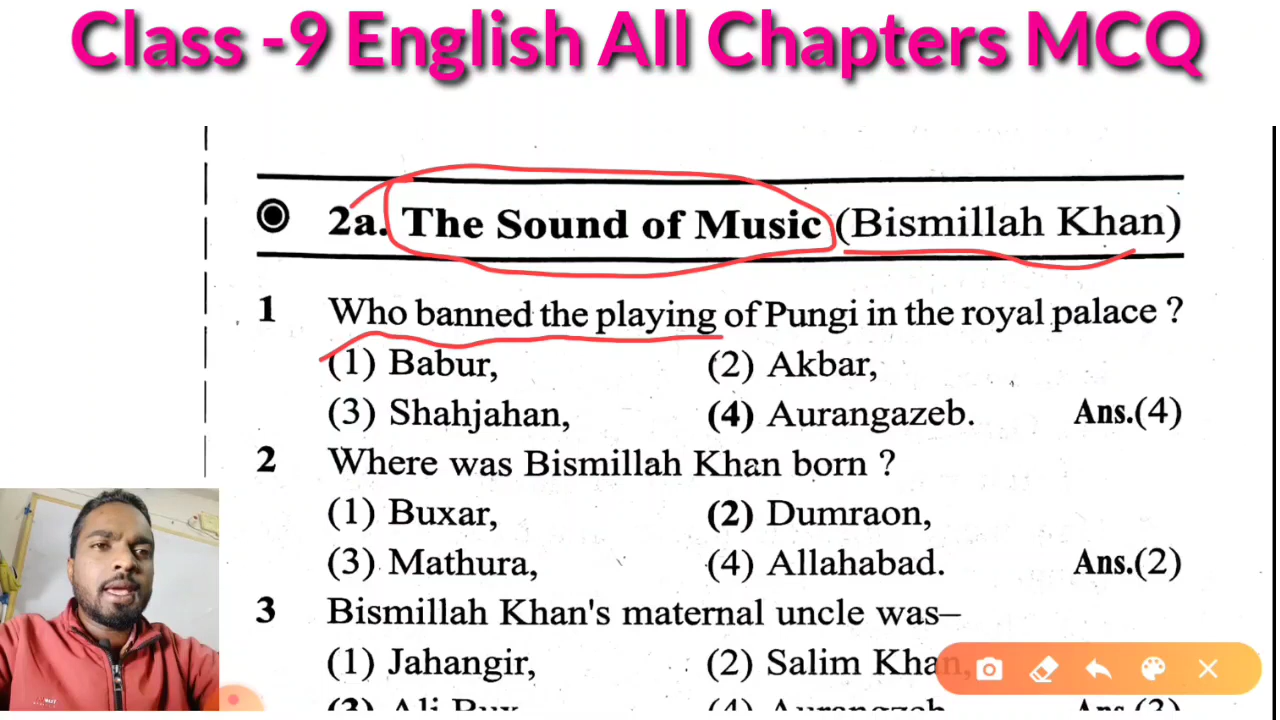 Class -9 English All Chapters MCQ
2a. The Sound of Music (Bismillah Khan)
1 Who banned the playing of Pungi in the royal palace ?
(1) Babur, (2) Akbar,
(3) Shahjahan, (4) Aurangazeb. Ans.(4)
2 Where was Bismillah Khan born ?
(1) Buxar, (2) Dumraon,
(3) Mathura, (4) Allahabad. Ans.(2)
3 Bismillah Khan's maternal uncle was–
(1) Jahangir, (2) Salim Khan,